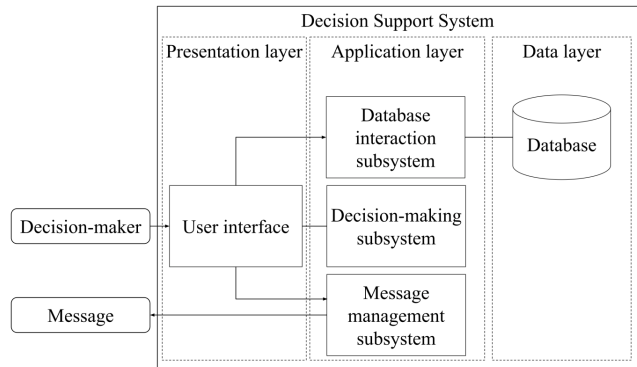 Decision Support System
Presentation layer
Application layer
Data layer
Database
interaction
subsystem
Database
Decision-maker
User interface
Decision-making
subsystem
Message
Message
management
subsystem